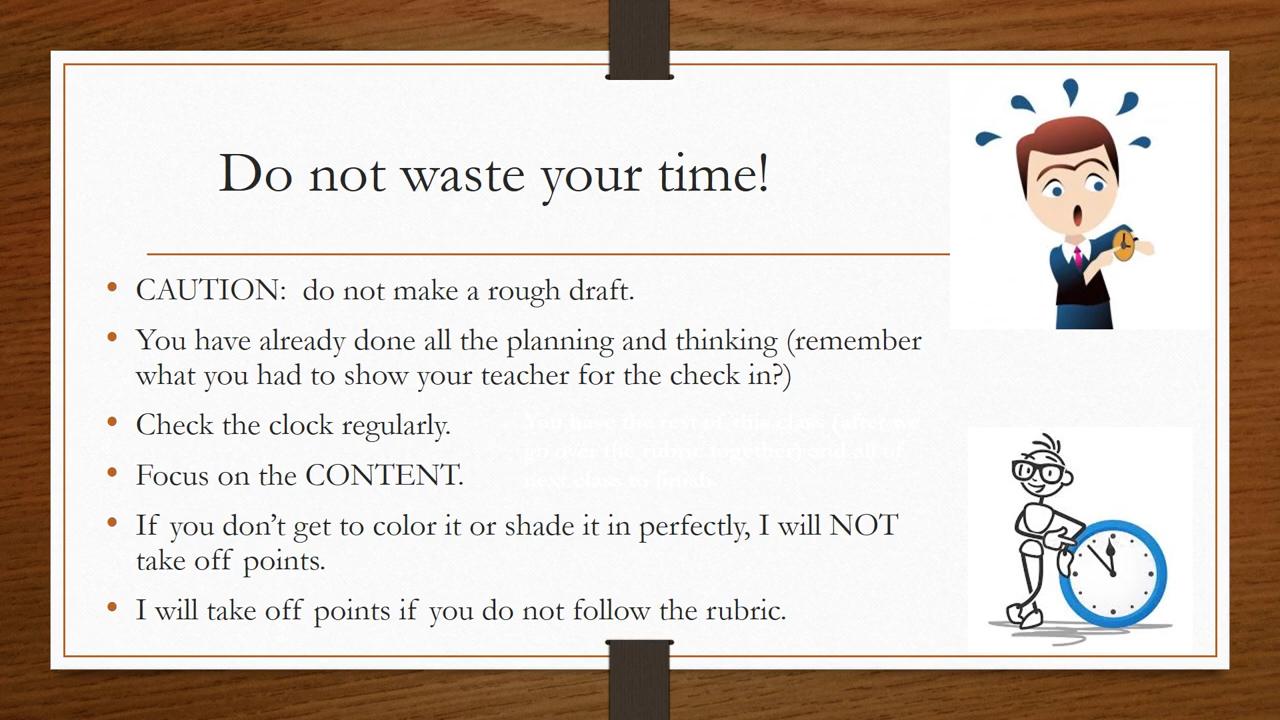 Do not waste your time!
• CAUTION:  do not make a rough draft.
• You have already done all the planning and thinking (remember
what you had to show your teacher for the check in?)
• Check the clock regularly.
• Focus on the CONTENT.
• If you don’t get to color it or shade it in perfectly, I will NOT
take off points.
• I will take off points if you do not follow the rubric.
You have the rest of this class (after we
go over the rubric together) and all of
next class to finish.